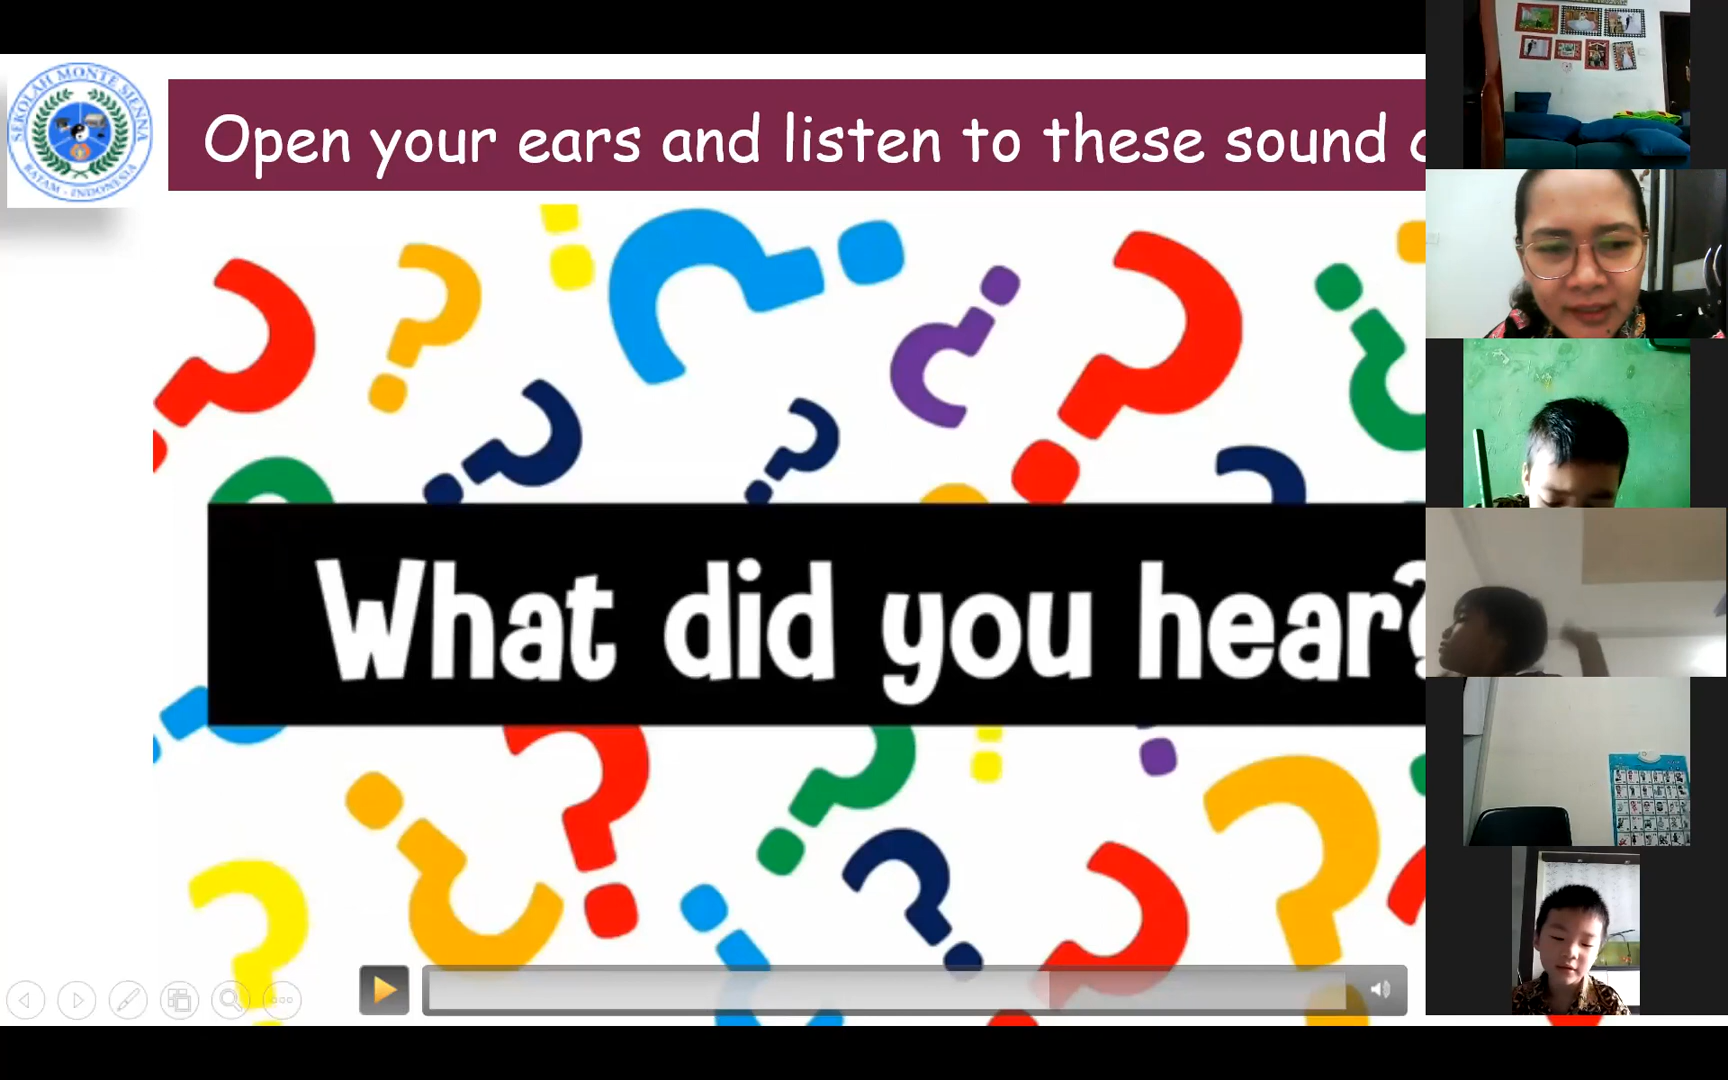 SEKOLAH MONTE SIENNA
BATAM - INDONESIA
Open your ears and listen to these sound
What did you hear?